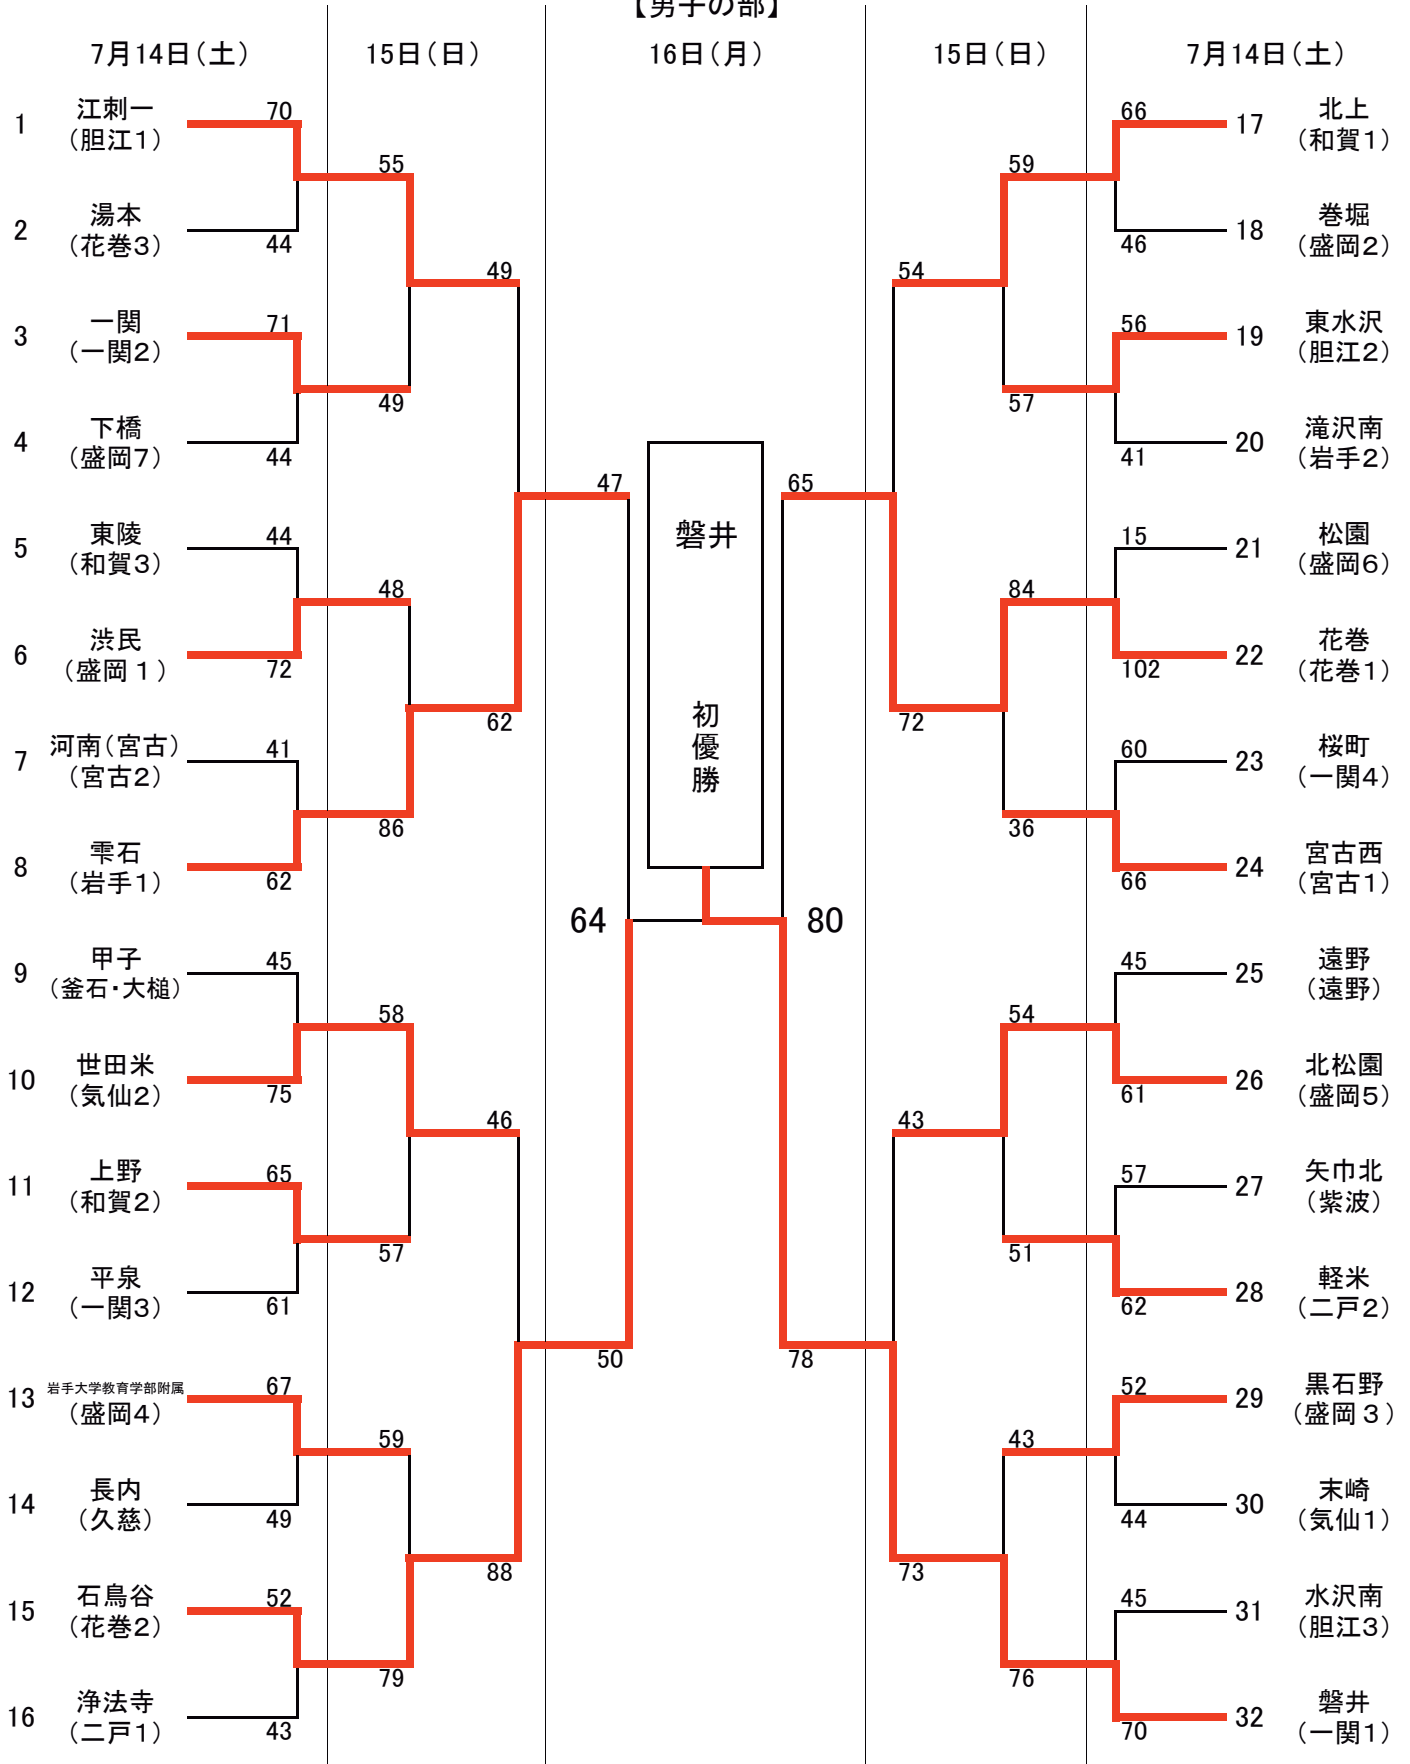 【男子の部】
7月14日(土)
15日(日)
16日(月)
15日(日)
7月14日(土)
1
江刺一
(胆江1)
70
2
湯本
(花巻3)
44
3
一関
(一関2)
71
4
下橋
(盛岡7)
44
5
東陵
(和賀3)
44
6
渋民
(盛岡1)
72
7
河南(宮古)
(宮古2)
41
8
雫石
(岩手1)
62
9
甲子
(釜石・大槌)
45
10
世田米
(気仙2)
75
11
上野
(和賀2)
65
12
平泉
(一関3)
61
13
岩手大学教育学部附属
(盛岡4)
67
14
長内
(久慈)
49
15
石鳥谷
(花巻2)
52
16
浄法寺
(二戸1)
43
55
49
48
86
58
57
59
79
49
62
46
88
47
50
64
磐井
初優勝
80
65
78
54
72
43
73
59
57
84
36
54
51
43
76
66
17
北上
(和賀1)
46
18
巻堀
(盛岡2)
56
19
東水沢
(胆江2)
41
20
滝沢南
(岩手2)
15
21
松園
(盛岡6)
102
22
花巻
(花巻1)
60
23
桜町
(一関4)
66
24
宮古西
(宮古1)
45
25
遠野
(遠野)
61
26
北松園
(盛岡5)
57
27
矢巾北
(紫波)
62
28
軽米
(二戸2)
52
29
黒石野
(盛岡3)
44
30
末崎
(気仙1)
45
31
水沢南
(胆江3)
70
32
磐井
(一関1)